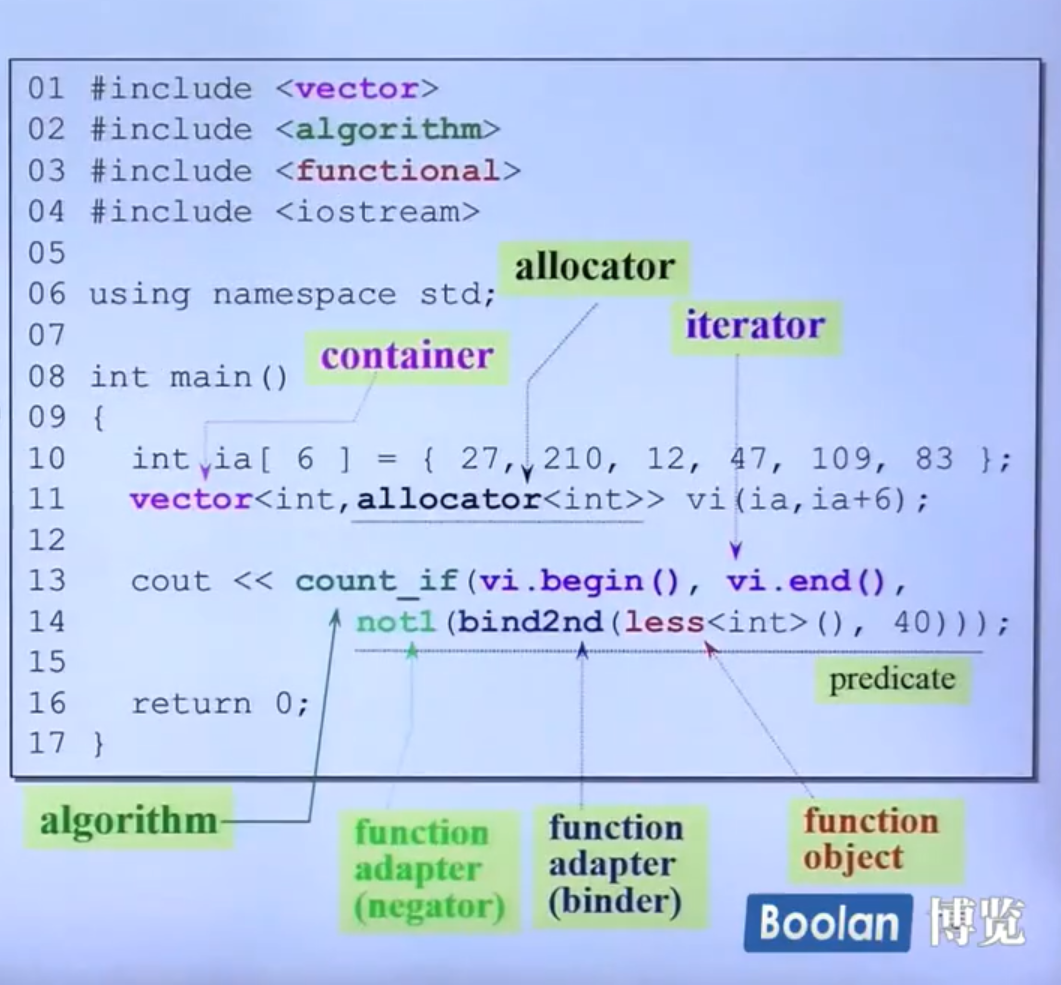 01 #include <vector>
02 #include <algorithm>
03 #include <functional>
04 #include <iostream>
05
allocator
06 using namespace std;
iterator
07
container
08 int main()
09 {
10 int ia[ 6 ] = { 27, 210, 12, 47, 109, 83 };
11 vector<int,allocator<int>> vi(ia,ia+6);
12
13 cout << count_if(vi.begin(), vi.end(),
14 not1(bind2nd(less<int>(), 40)));
15
predicate
16 return 0;
17 }
algorithm
function
adapter
(negator)
function
adapter
(binder)
function
object
Boolan 博览